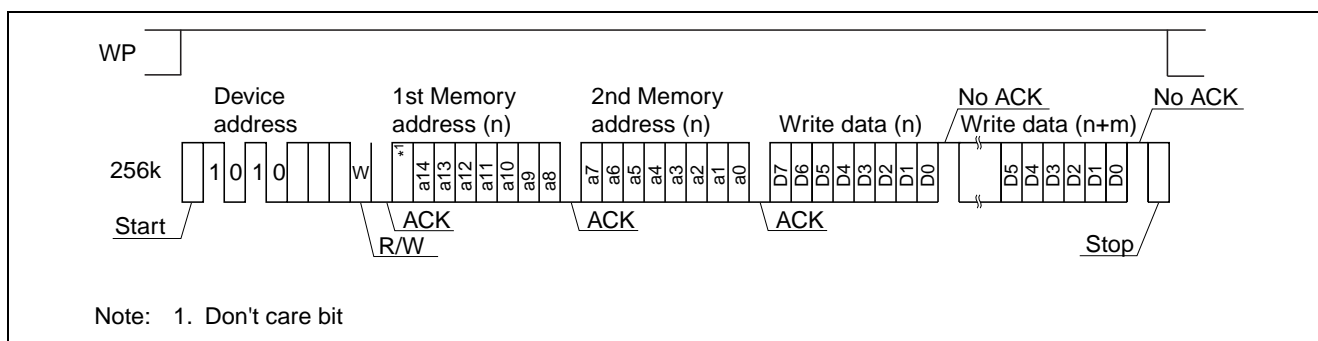 WP
Device address
1st Memory address (n)
2nd Memory address (n)
Write data (n)
No ACK
Write data (n+m)
No ACK
256k
1 0 1 0
W
*1 a14 a13 a12 a11 a10 a9 a8
a7 a6 a5 a4 a3 a2 a1 a0
D7 D6 D5 D4 D3 D2 D1 D0
D5 D4 D3 D2 D1 D0
Start
R/W
ACK
ACK
ACK
Stop
Note: 1. Don't care bit